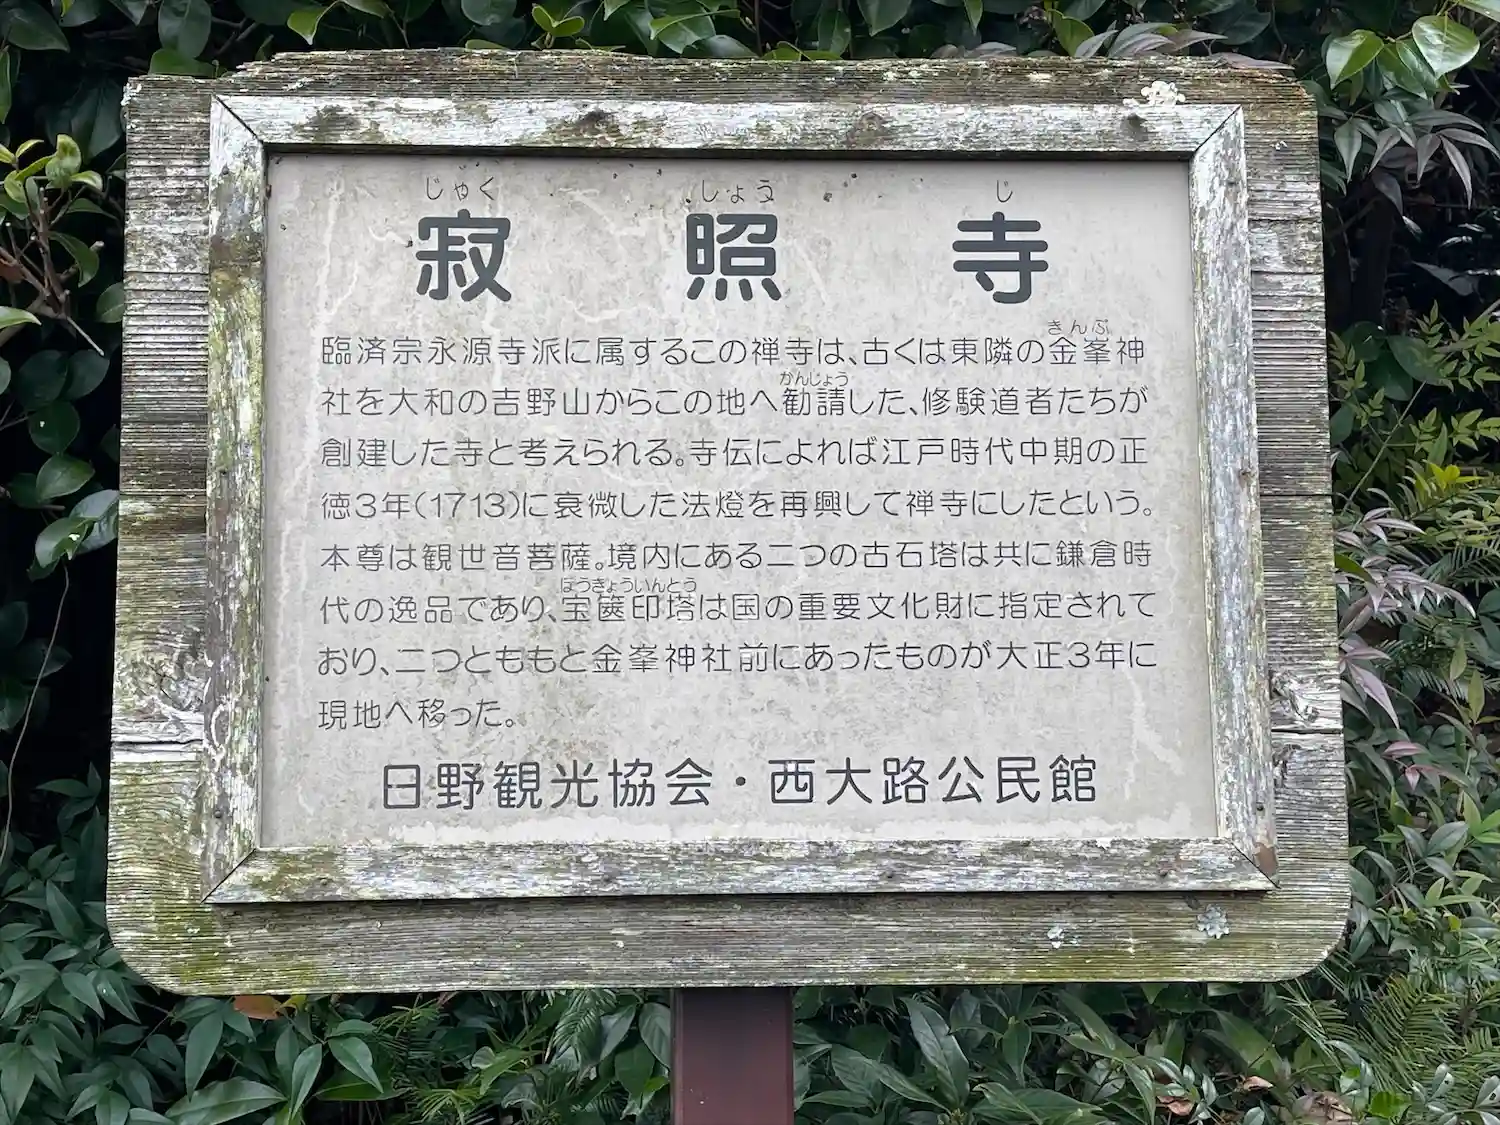 じゃく しょう じ
寂照寺
きんぷ
臨済宗永源寺派に属するこの禅寺は、古くは東隣の金峯神
かんじょう
社を大和の吉野山からこの地へ勧請した、修験道者たちが
創建した寺と考えられる。寺伝によれば江戸時代中期の正
徳3年(1713)に衰微した法燈を再興して禅寺にしたという。
本尊は観世音菩薩。境内にある二つの古石塔は共に鎌倉時
ほうきょういんとう
代の逸品であり、宝篋印塔は国の重要文化財に指定されて
おり、二つとももと金峯神社前にあったものが大正3年に
現地へ移った。
日野観光協会・西大路公民館